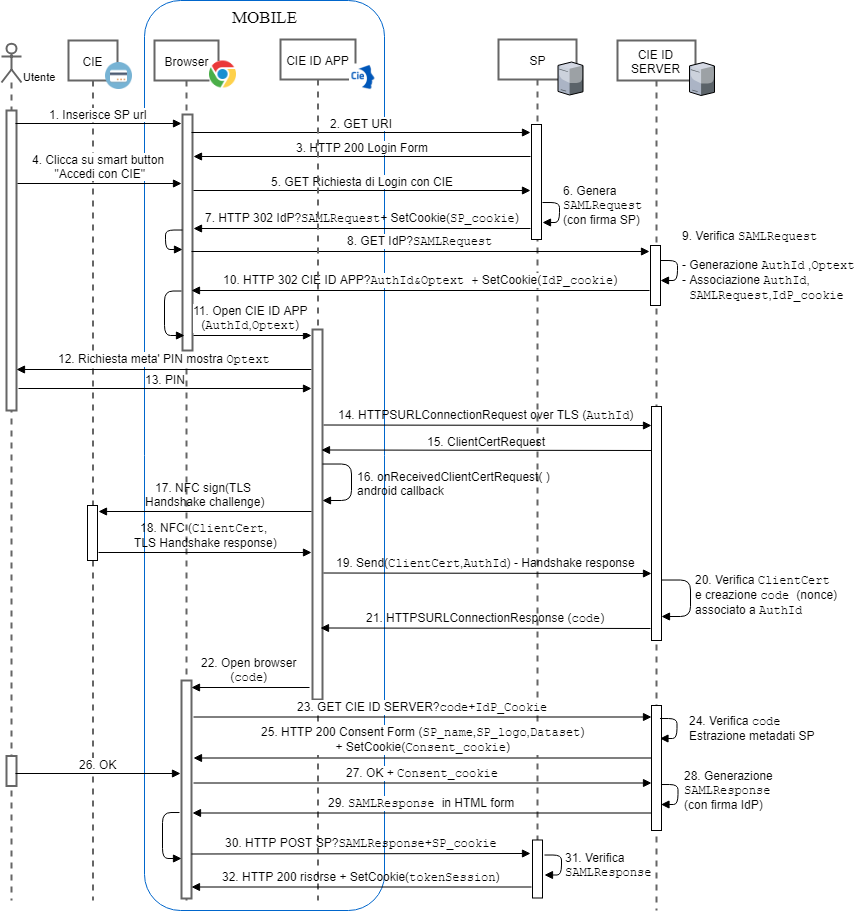 MOBILE
Utente
CIE
Browser
CIE ID APP
Cie
SP
CIE ID
SERVER
1. Inserisce SP url
2. GET URI
3. HTTP 200 Login Form
4. Clicca su smart button
"Accedi con CIE"
5. GET Richiesta di Login con CIE
6. Genera
SAMLRequest
(con firma SP)
7. HTTP 302 IdP?SAMLRequest+ SetCookie(SP_cookie)
8. GET IdP?SAMLRequest
9. Verifica SAMLRequest
- Generazione AuthId ,Optext
- Associazione AuthId,
SAMLRequest,IdP_cookie
10. HTTP 302 CIE ID APP?AuthId&Optext + SetCookie(IdP_cookie)
11. Open CIE ID APP
(AuthId,Optext)
12. Richiesta meta' PIN mostra Optext
13. PIN
14. HTTPSURLConnectionRequest over TLS (AuthId)
15. ClientCertRequest
16. onReceivedClientCertRequest( )
android callback
17. NFC sign(TLS
Handshake challenge)
18. NFC (ClientCert,
TLS Handshake response)
19. Send(ClientCert,AuthId) - Handshake response
20. Verifica ClientCert
e creazione code (nonce)
associato a AuthId
21. HTTPSURLConnectionResponse (code)
22. Open browser
(code)
23. GET CIE ID SERVER?code+IdP_Cookie
24. Verifica code
Estrazione metadati SP
25. HTTP 200 Consent Form (SP_name,SP_logo,Dataset)
+ SetCookie(Consent_cookie)
26. OK
27. OK + Consent_cookie
28. Generazione
SAMLResponse
(con firma IdP)
29. SAMLResponse in HTML form
30. HTTP POST SP?SAMLResponse+SP_cookie
31. Verifica
SAMLResponse
32. HTTP 200 risorse + SetCookie(tokenSession)